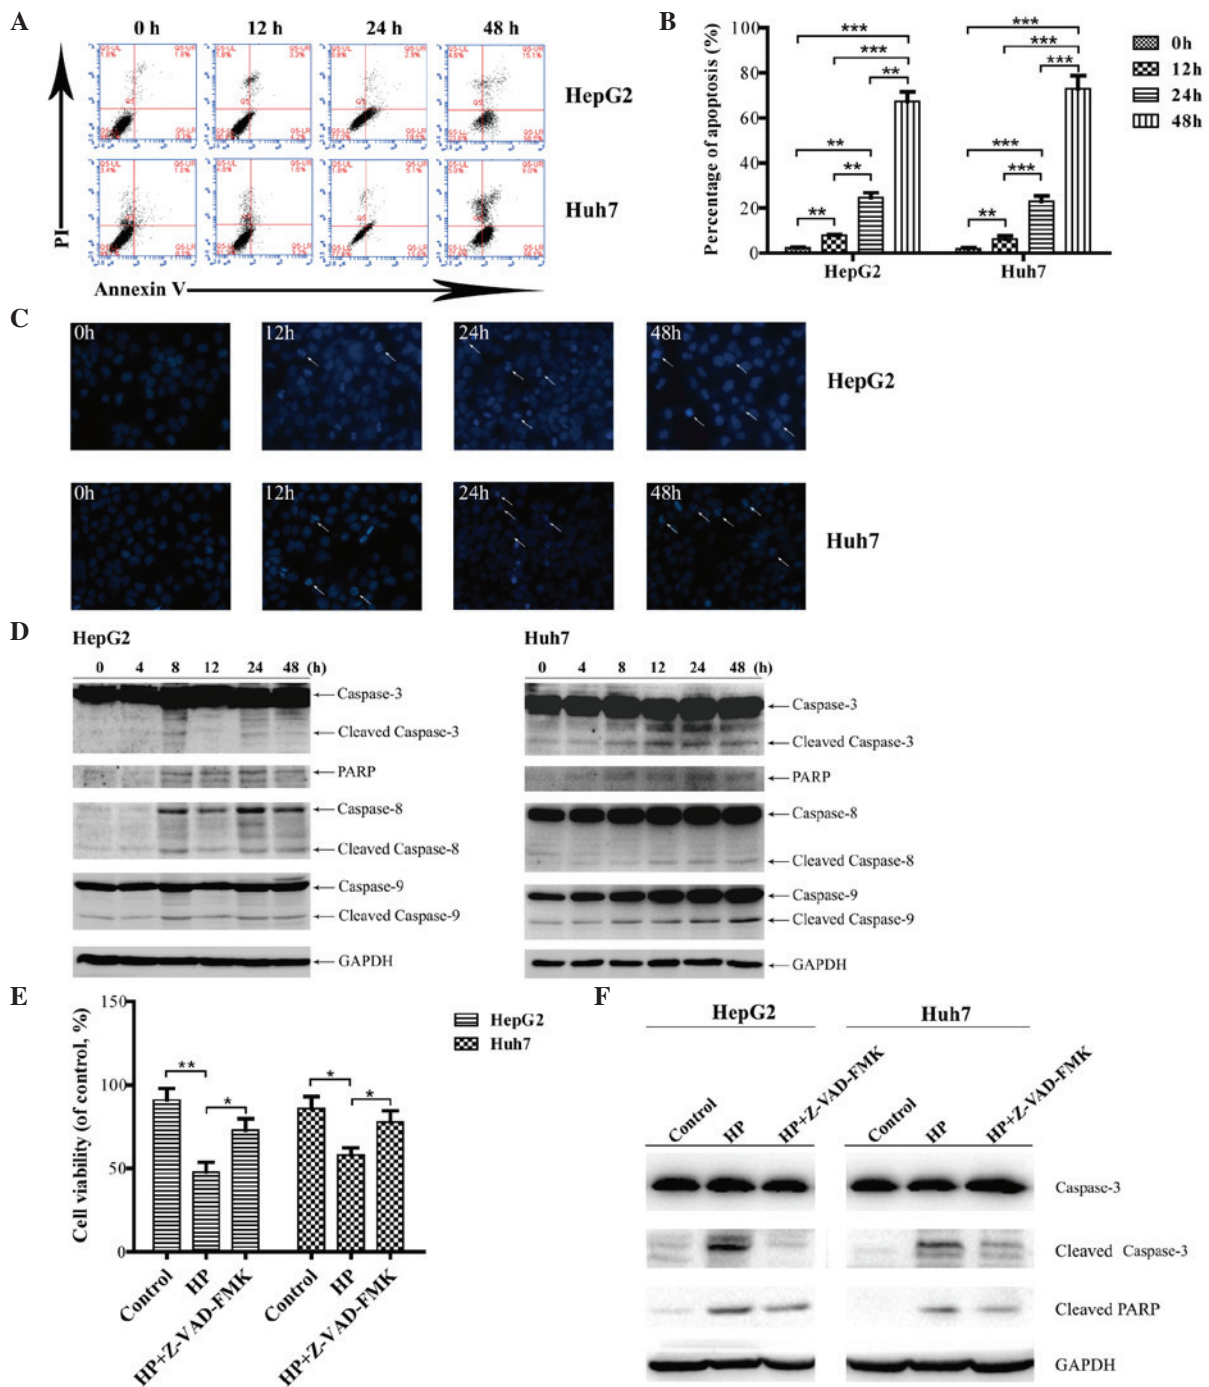 A
0 h
12 h
24 h
48 h
PI
HepG2
Huh7
Annexin V
B
Percentage of apoptosis (%)
100
80
60
40
20
0
***
***
**
**
**
**
***
***
***
***
***
**
HepG2
Huh7
0h
12h
24h
48h
C
0h
12h
24h
48h
HepG2
0h
12h
24h
48h
Huh7
D
HepG2
0 4 8 12 24 48 (h)
Caspase-3
Cleaved Caspase-3
PARP
Caspase-8
Cleaved Caspase-8
Caspase-9
Cleaved Caspase-9
GAPDH
Huh7
0 4 8 12 24 48 (h)
Caspase-3
Cleaved Caspase-3
PARP
Caspase-8
Cleaved Caspase-8
Caspase-9
Cleaved Caspase-9
GAPDH
E
Cell viability (of control, %)
150
100
50
0
**
*
*
*
HepG2
Huh7
Control
HP
HP+Z-VAD-FMK
Control
HP
HP+Z-VAD-FMK
F
HepG2
Huh7
Control
HP
HP+Z-VAD-FMK
Control
HP
HP+Z-VAD-FMK
Caspase-3
Cleaved Caspase-3
Cleaved PARP
GAPDH